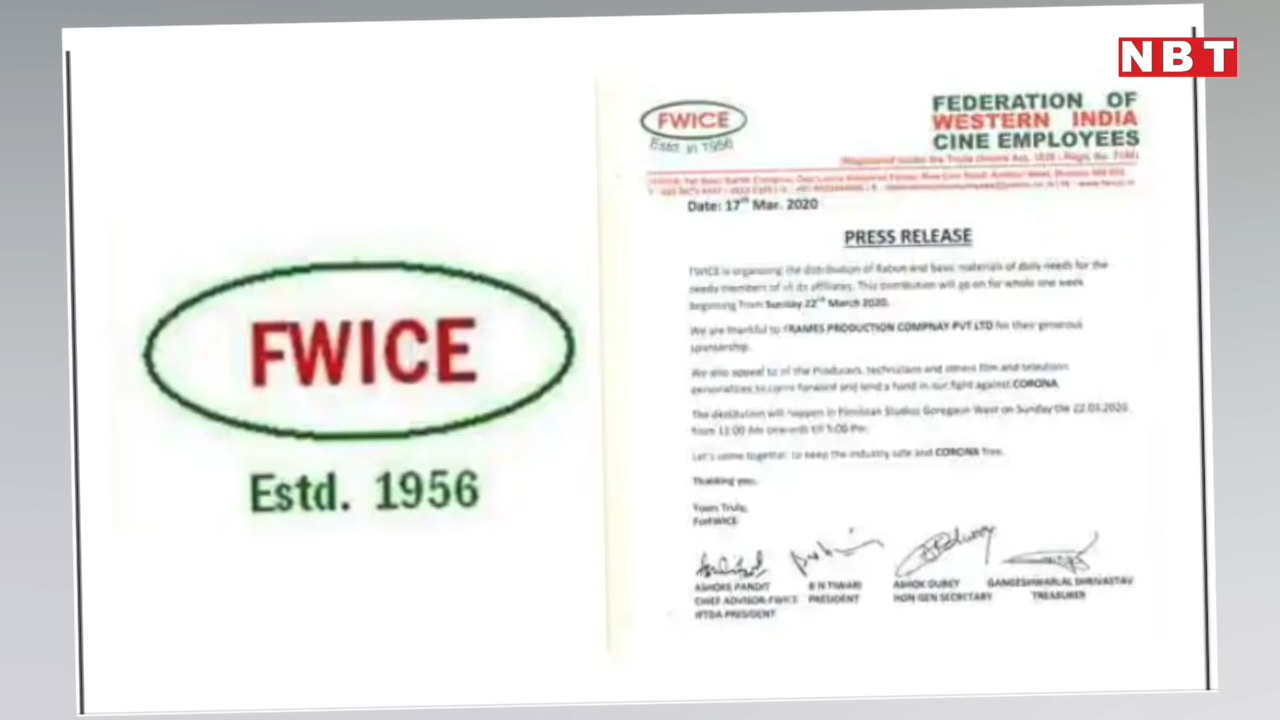 NBT
FWICE
Estd. 1956
FWICE
Estd. in 1956
FEDERATION OF
WESTERN INDIA
CINE EMPLOYEES
Date: 17th Mar. 2020
PRESS RELEASE
FWICE is organising the distribution of Ration and basic materials of daily needs for the
needy members of all its affiliates. This distribution will go on for whole one week
beginning from Sunday 22nd March 2020.
We are thankful to FRAMES PRODUCTION COMPNAY PVT LTD for their generous
sponsorship.
We also appeal to all the Producers, technicians and others film and television
personalities to come forward and lend a hand in our fight against CORONA
The distribution will happen in Filmistan Studios Goregaon West on Sunday the 22.03.2020
from 11:00 Am onwards till 5:00 Pm.
Let's come together to keep the industry safe and CORONA free.
Thanking you.
Yours Truly,
For FWICE
ASHOKE PANDIT B N TIWARI ASHOK DUBEY GANGESHWARLAL SHRIVASTAV
CHIEF ADVISOR-FWICE PRESIDENT HON GEN SECRETARY TREASURER
IFTDA PRESIDENT